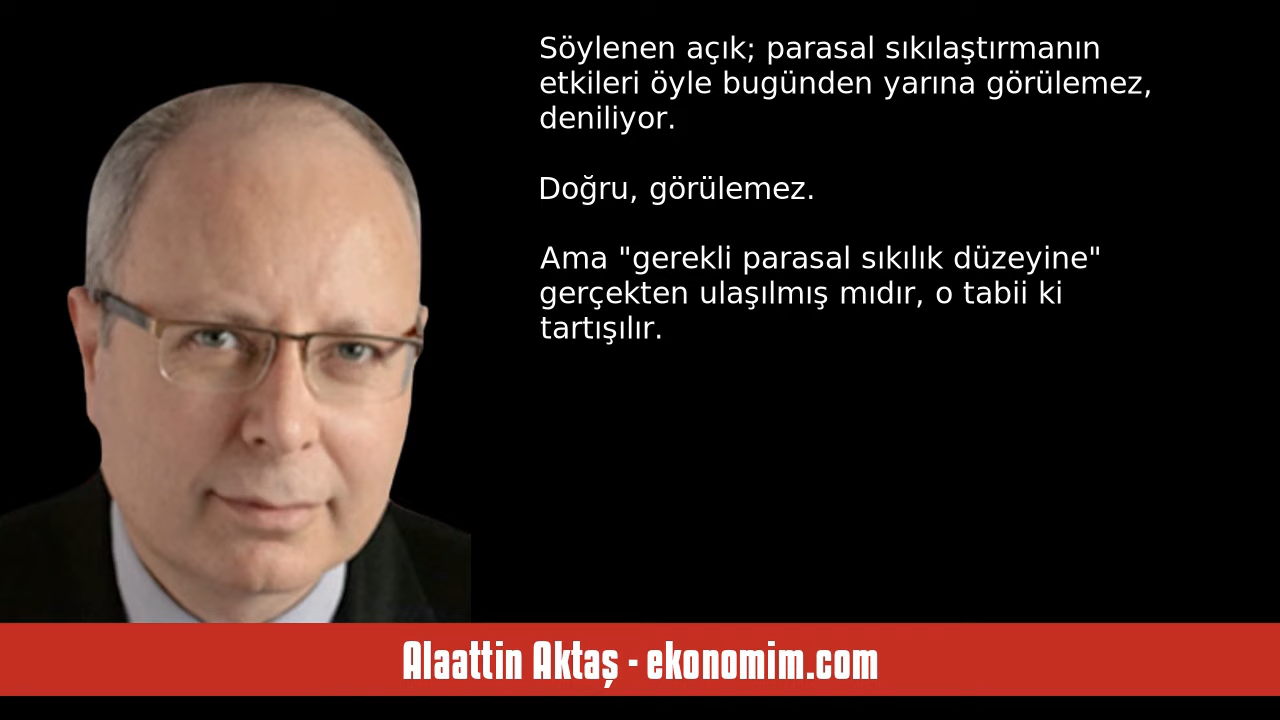 Söylenen açık; parasal sıkılaştırmanın
etkileri öyle bugünden yarına görülemez,
deniliyor.
Doğru, görülemez.
Ama "gerekli parasal sıkılık düzeyine"
gerçekten ulaşılmış mıdır, o tabii ki
tartışılır.
Alaattin Aktaş - ekonomim.com